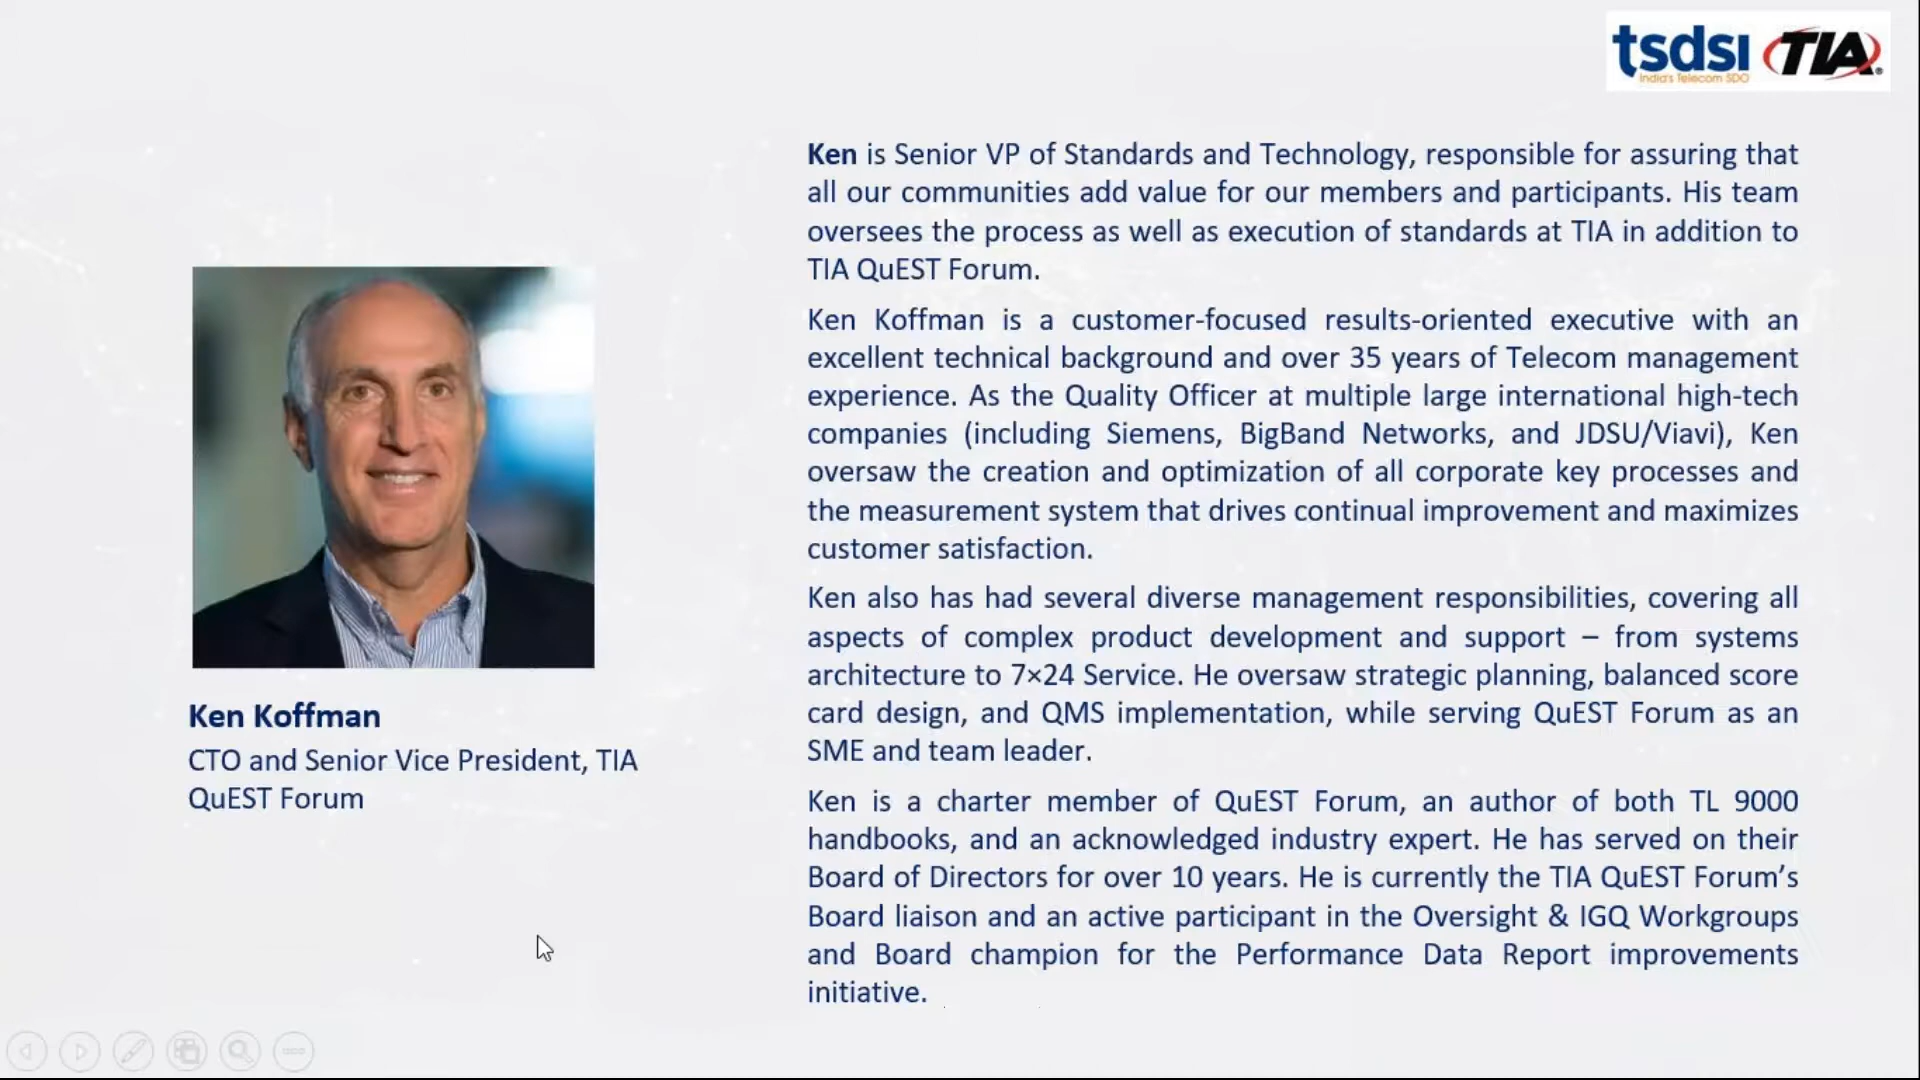 tsdsi TIA®
India's Telecom SDO
Ken is Senior VP of Standards and Technology, responsible for assuring that
all our communities add value for our members and participants. His team
oversees the process as well as execution of standards at TIA in addition to
TIA QuEST Forum.
Ken Koffman is a customer-focused results-oriented executive with an
excellent technical background and over 35 years of Telecom management
experience. As the Quality Officer at multiple large international high-tech
companies (including Siemens, BigBand Networks, and JDSU/Viavi), Ken
oversaw the creation and optimization of all corporate key processes and
the measurement system that drives continual improvement and maximizes
customer satisfaction.
Ken also has had several diverse management responsibilities, covering all
aspects of complex product development and support – from systems
architecture to 7×24 Service. He oversaw strategic planning, balanced score
card design, and QMS implementation, while serving QuEST Forum as an
SME and team leader.
Ken is a charter member of QuEST Forum, an author of both TL 9000
handbooks, and an acknowledged industry expert. He has served on their
Board of Directors for over 10 years. He is currently the TIA QuEST Forum’s
Board liaison and an active participant in the Oversight & IGQ Workgroups
and Board champion for the Performance Data Report improvements
initiative.
Ken Koffman
CTO and Senior Vice President, TIA
QuEST Forum